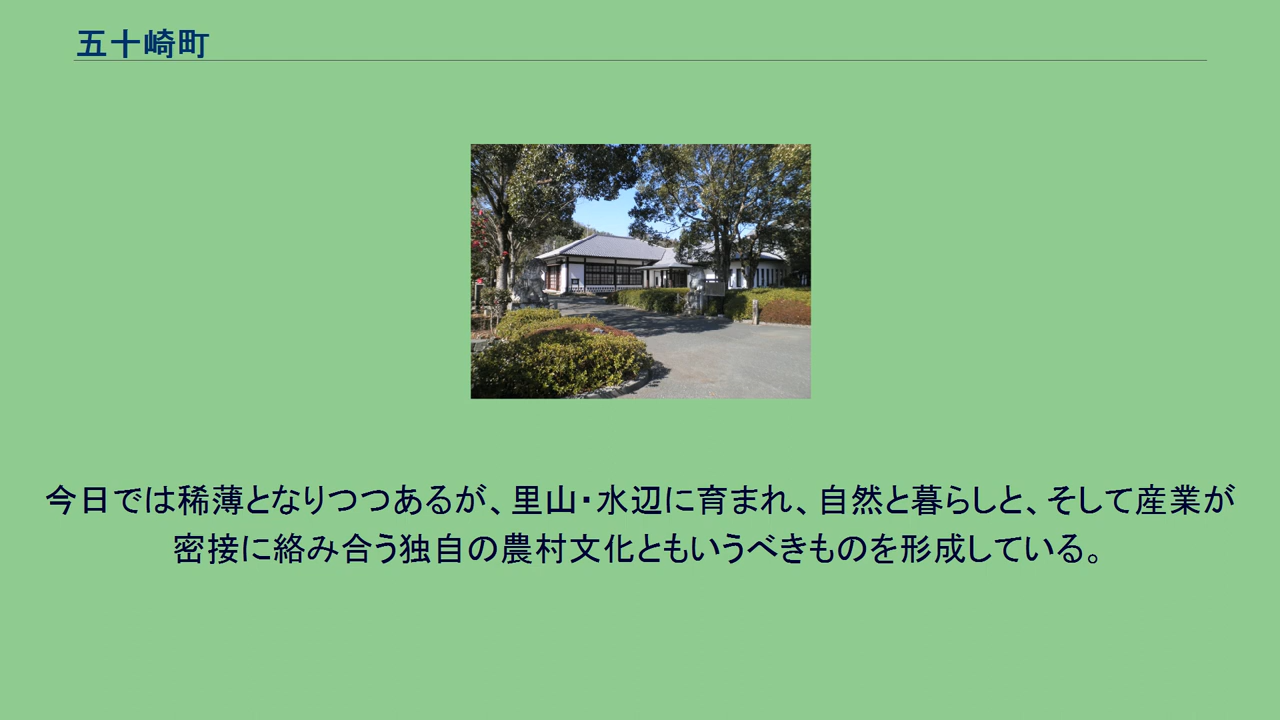 五十崎町
今日では稀薄となりつつあるが、里山・水辺に育まれ、自然と暮らしと、そして産業が
密接に絡み合う独自の農村文化ともいうべきものを形成している。